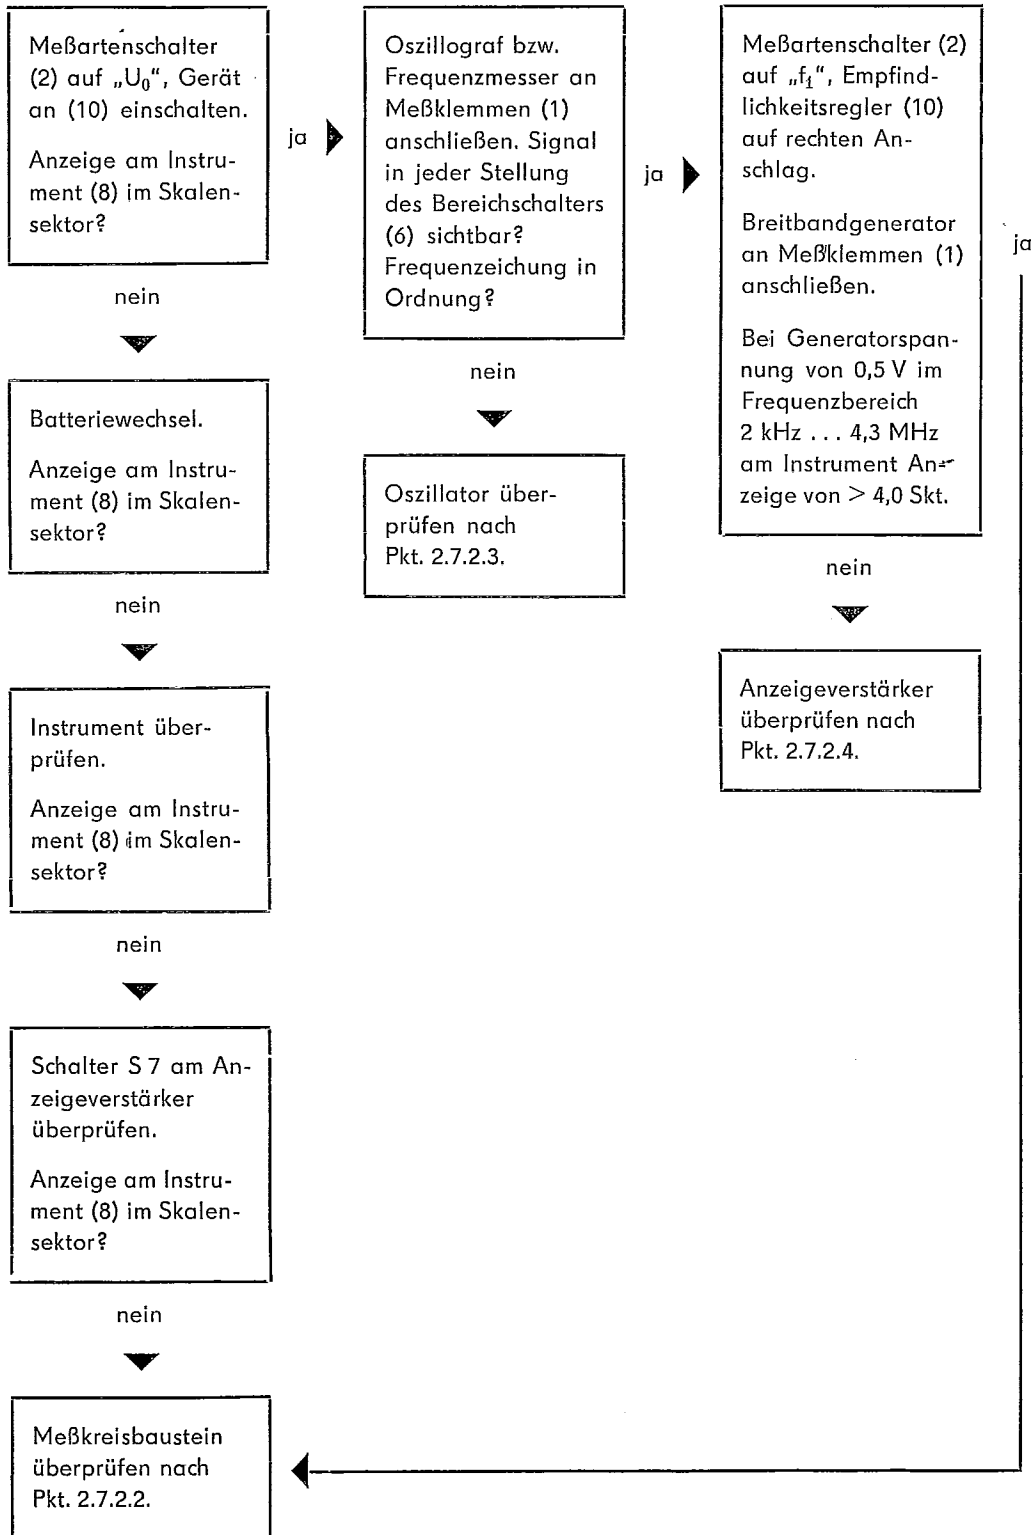 Meßartenschalter
(2) auf „U₀“, Gerät
an (10) einschalten.
Anzeige am Instru-
ment (8) im Skalen-
sektor?
ja
nein
Batteriewechsel.
Anzeige am Instru-
ment (8) im Skalen-
sektor?
nein
Instrument über-
prüfen.
Anzeige am Instru-
ment (8) im Skalen-
sektor?
nein
Schalter S 7 am An-
zeigeverstärker
überprüfen.
Anzeige am Instru-
ment (8) im Skalen-
sektor?
nein
Meßkreisbaustein
überprüfen nach
Pkt. 2.7.2.2.
Oszillograf bzw.
Frequenzmesser an
Meßklemmen (1)
anschließen. Signal
in jeder Stellung
des Bereichschalters
(6) sichtbar?
Frequenzeichung in
Ordnung?
ja
nein
Oszillator über-
prüfen nach
Pkt. 2.7.2.3.
Meßartenschalter (2)
auf „f₁“, Empfind-
lichkeitsregler (10)
auf rechten An-
schlag.
Breitbandgenerator
an Meßklemmen (1)
anschließen.
Bei Generatorspan-
nung von 0,5 V im
Frequenzbereich
2 kHz ... 4,3 MHz
am Instrument An-
zeige von > 4,0 Skt.
ja
nein
Anzeigeverstärker
überprüfen nach
Pkt. 2.7.2.4.